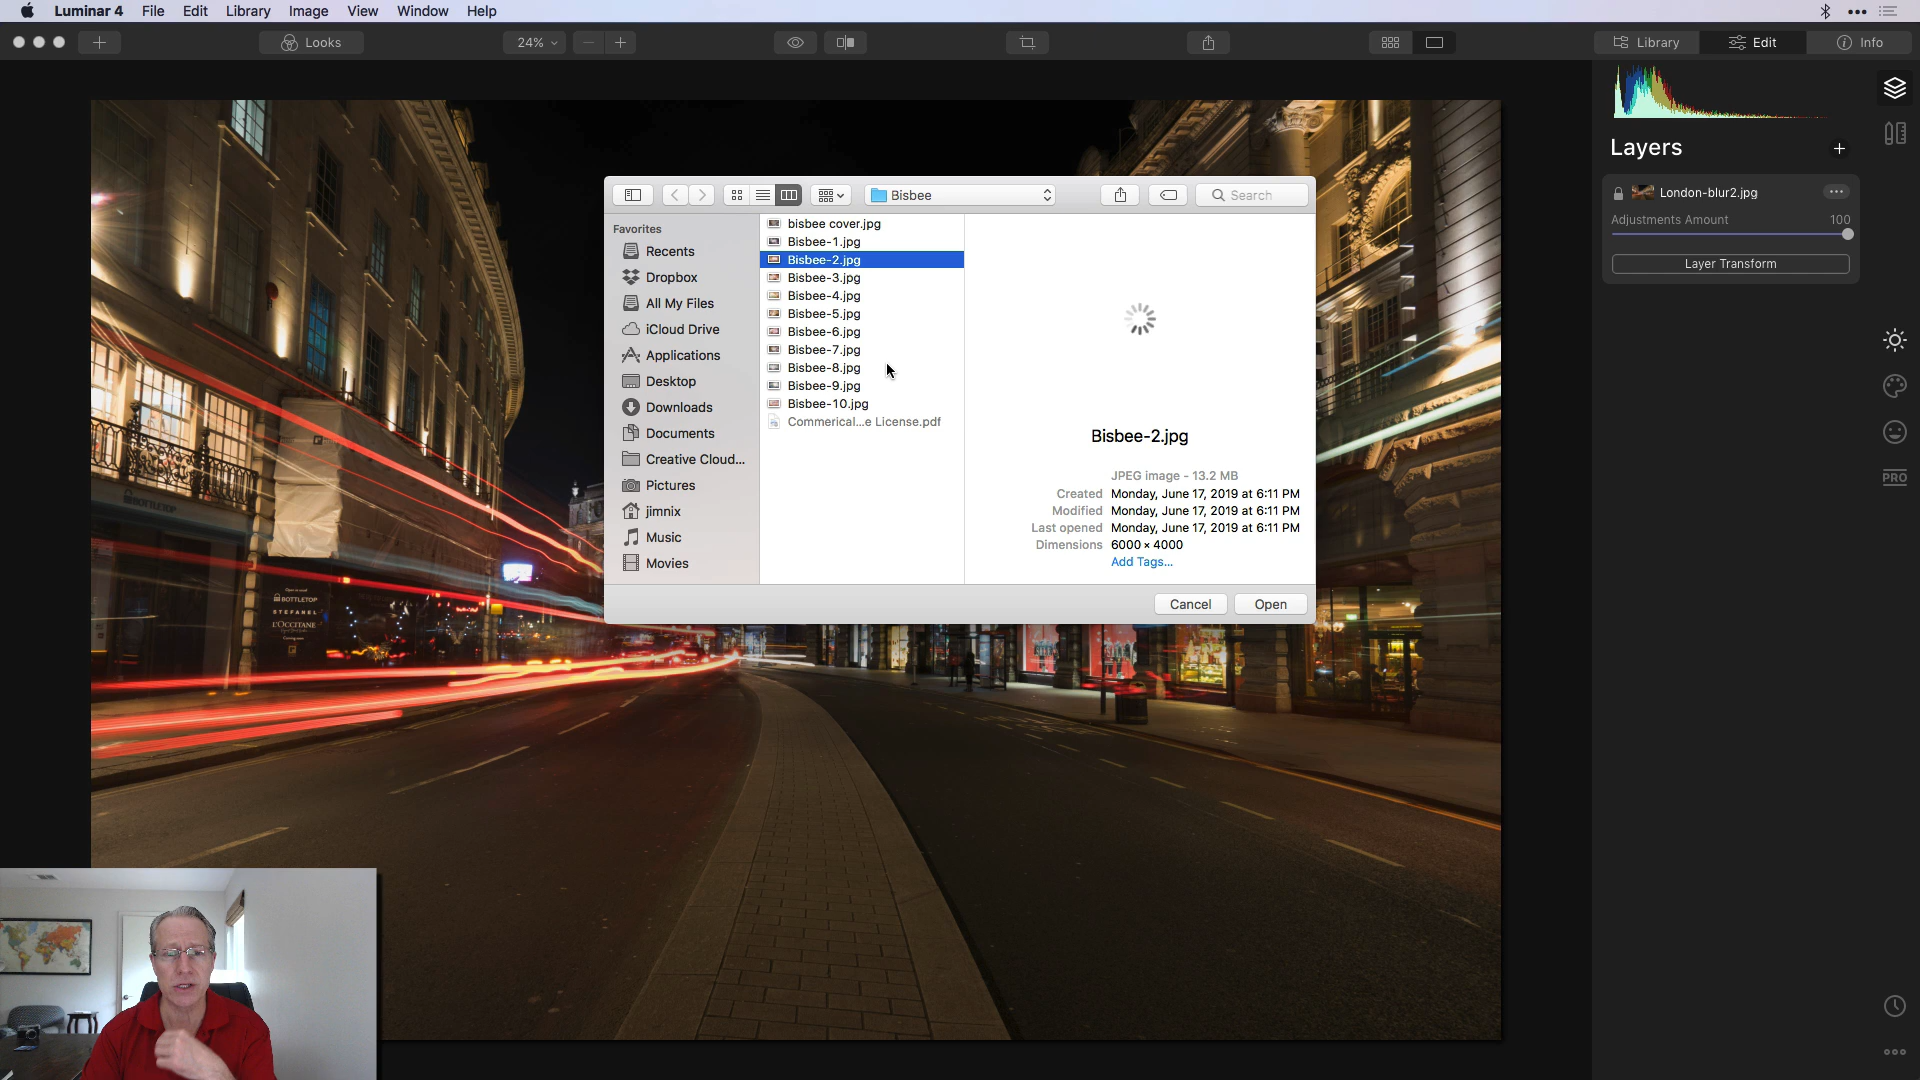 Luminar 4 File Edit Library Image View Window Help
Looks 24% Library Edit Info
Layers
London-blur2.jpg
Adjustments Amount 100
Layer Transform
PRO
Bisbee Search
Favorites
Recents
Dropbox
All My Files
iCloud Drive
Applications
Desktop
Downloads
Documents
Creative Cloud...
Pictures
jimnix
Music
Movies
bisbee cover.jpg
Bisbee-1.jpg
Bisbee-2.jpg
Bisbee-3.jpg
Bisbee-4.jpg
Bisbee-5.jpg
Bisbee-6.jpg
Bisbee-7.jpg
Bisbee-8.jpg
Bisbee-9.jpg
Bisbee-10.jpg
Commerical...e License.pdf
Bisbee-2.jpg
JPEG image - 13.2 MB
Created Monday, June 17, 2019 at 6:11 PM
Modified Monday, June 17, 2019 at 6:11 PM
Last opened Monday, June 17, 2019 at 6:11 PM
Dimensions 6000 × 4000
Add Tags...
Cancel Open
BOTTLETOP
BOTTLETOP
STEFANEL
L'OCCITANE